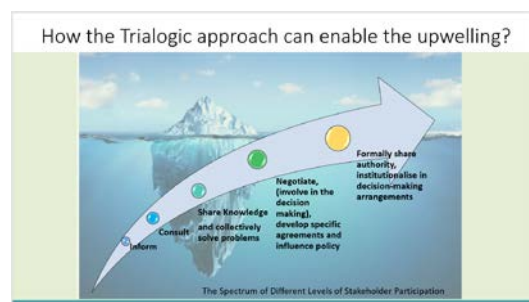 How the Trialogic approach can enable the upwelling?
Inform
Consult
Share Knowledge
and collectively
solve problems
Negotiate,
(involve in the
decision
making),
develop specific
agreements and
influence policy
Formally share
authority,
institutionalise in
decision-making
arrangements
The Spectrum of Different Levels of Stakeholder Participation